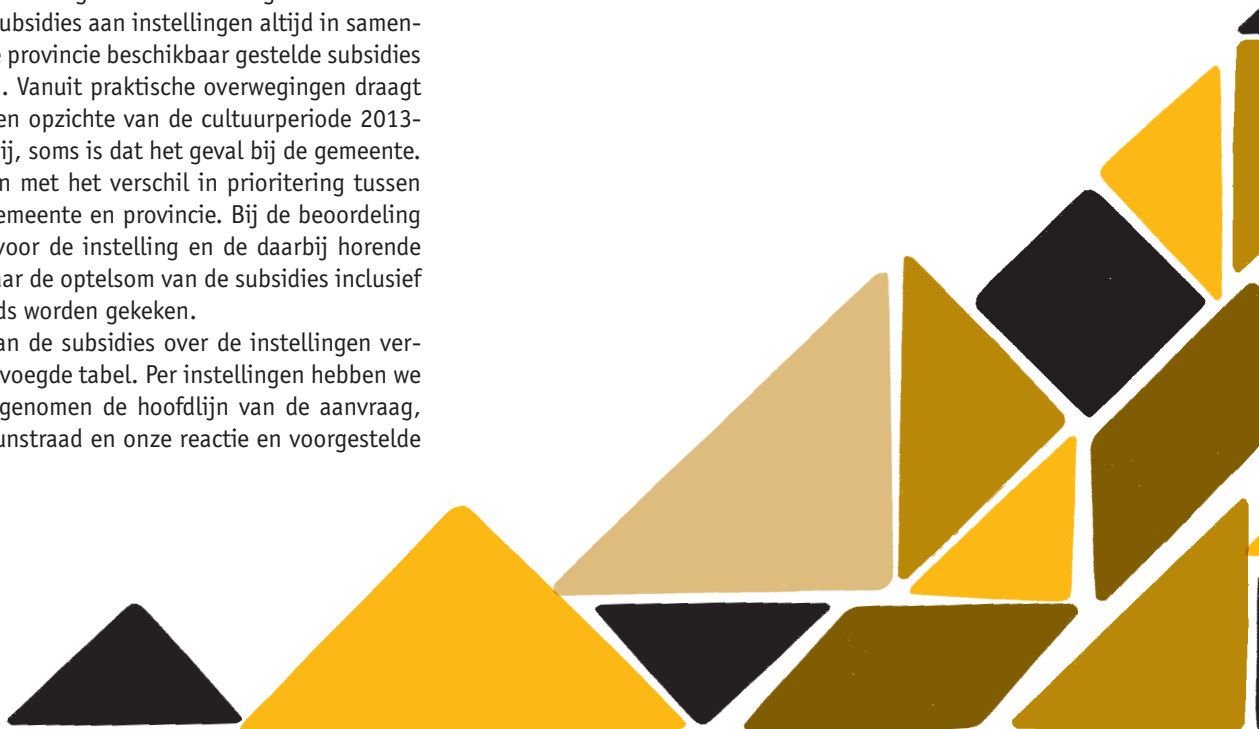 ubsidies aan instellingen altijd in samen-
provincie beschikbaar gestelde subsidies
. Vanuit praktische overwegingen draagt
en opzichte van de cultuurperiode 2013-
ij, soms is dat het geval bij de gemeente.
n met het verschil in prioritering tussen
emeente en provincie. Bij de beoordeling
voor de instelling en de daarbij horende
aar de optelsom van de subsidies inclusief
ds worden gekeken.
an de subsidies over de instellingen ver-
voegde tabel. Per instellingen hebben we
genomen de hoofdlijn van de aanvraag,
unstraad en onze reactie en voorgestelde